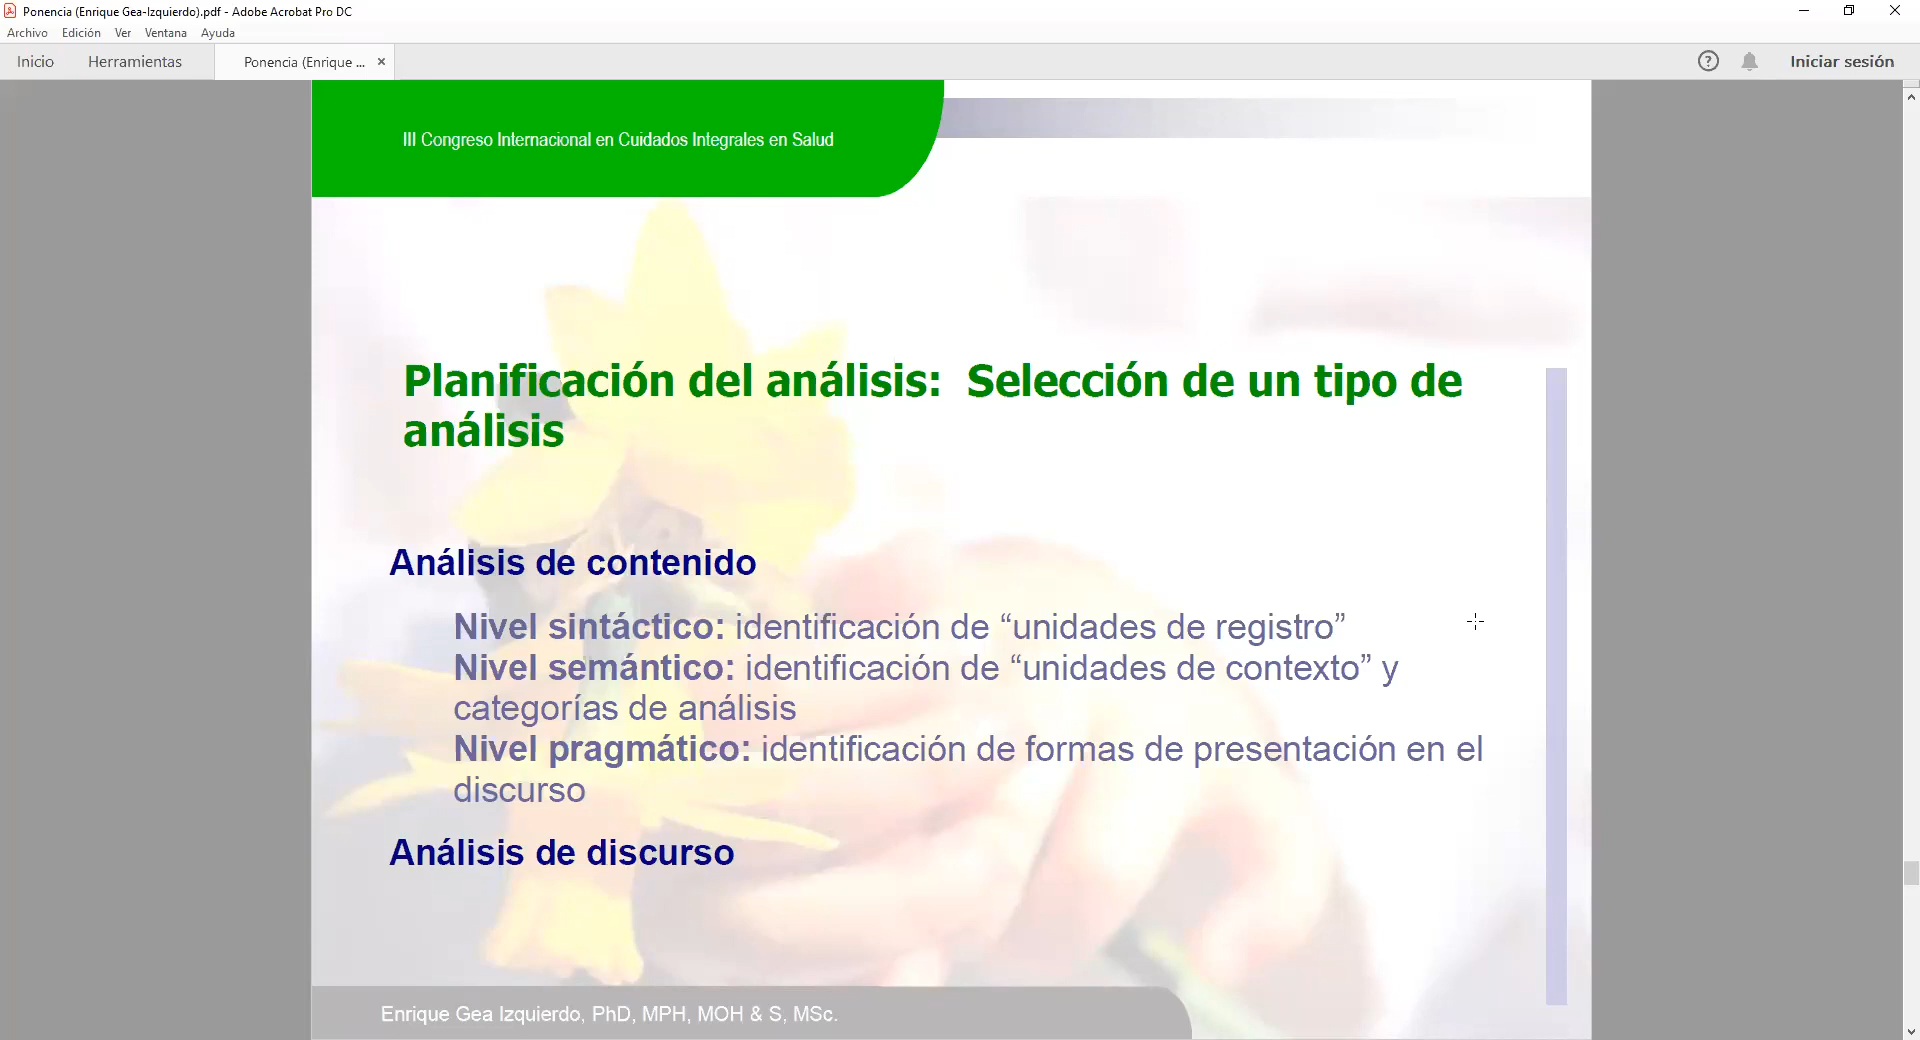 Ponencia (Enrique Gea-Izquierdo).pdf - Adobe Acrobat Pro DC
Archivo Edición Ver Ventana Ayuda
Inicio Herramientas Ponencia (Enrique ... × Iniciar sesión
III Congreso Internacional en Cuidados Integrales en Salud
Planificación del análisis: Selección de un tipo de
análisis
Análisis de contenido
Nivel sintáctico: identificación de “unidades de registro”
Nivel semántico: identificación de “unidades de contexto” y
categorías de análisis
Nivel pragmático: identificación de formas de presentación en el
discurso
Análisis de discurso
Enrique Gea Izquierdo, PhD, MPH, MOH & S, MSc.